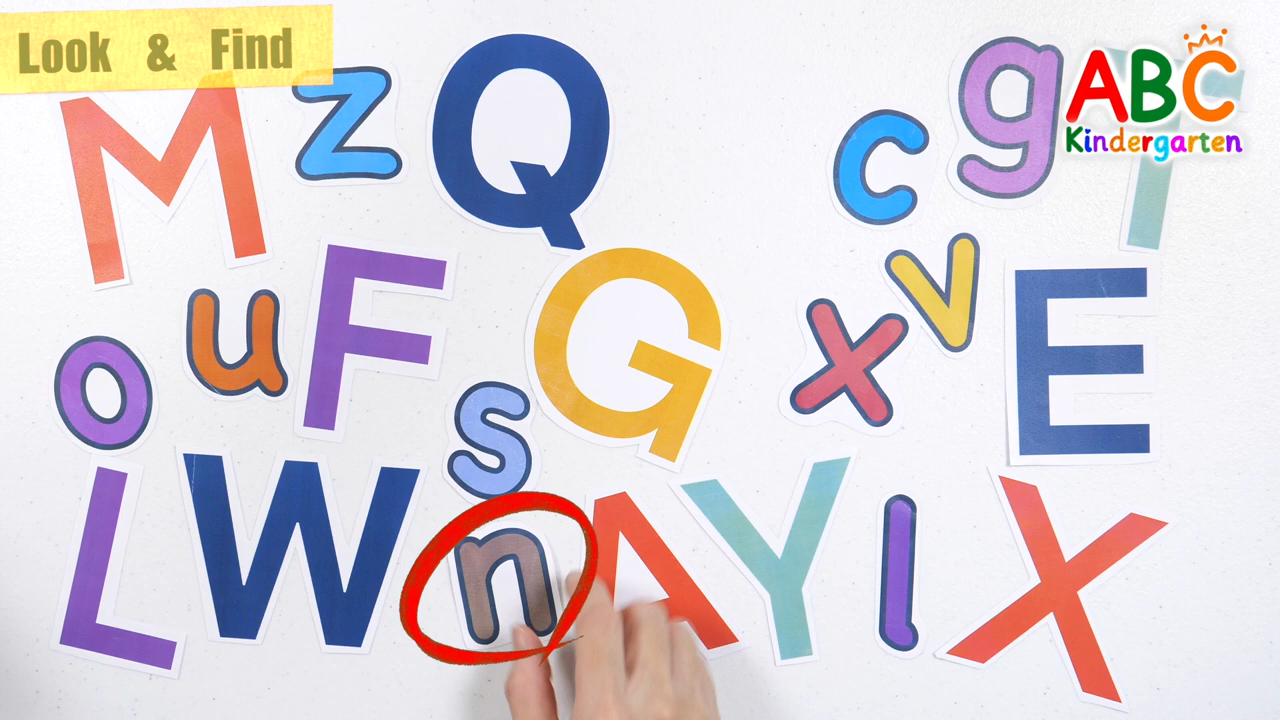 Look & Find
ABC
Kindergarten
M z Q c g T
o u F s G x v E
L W n A Y l X